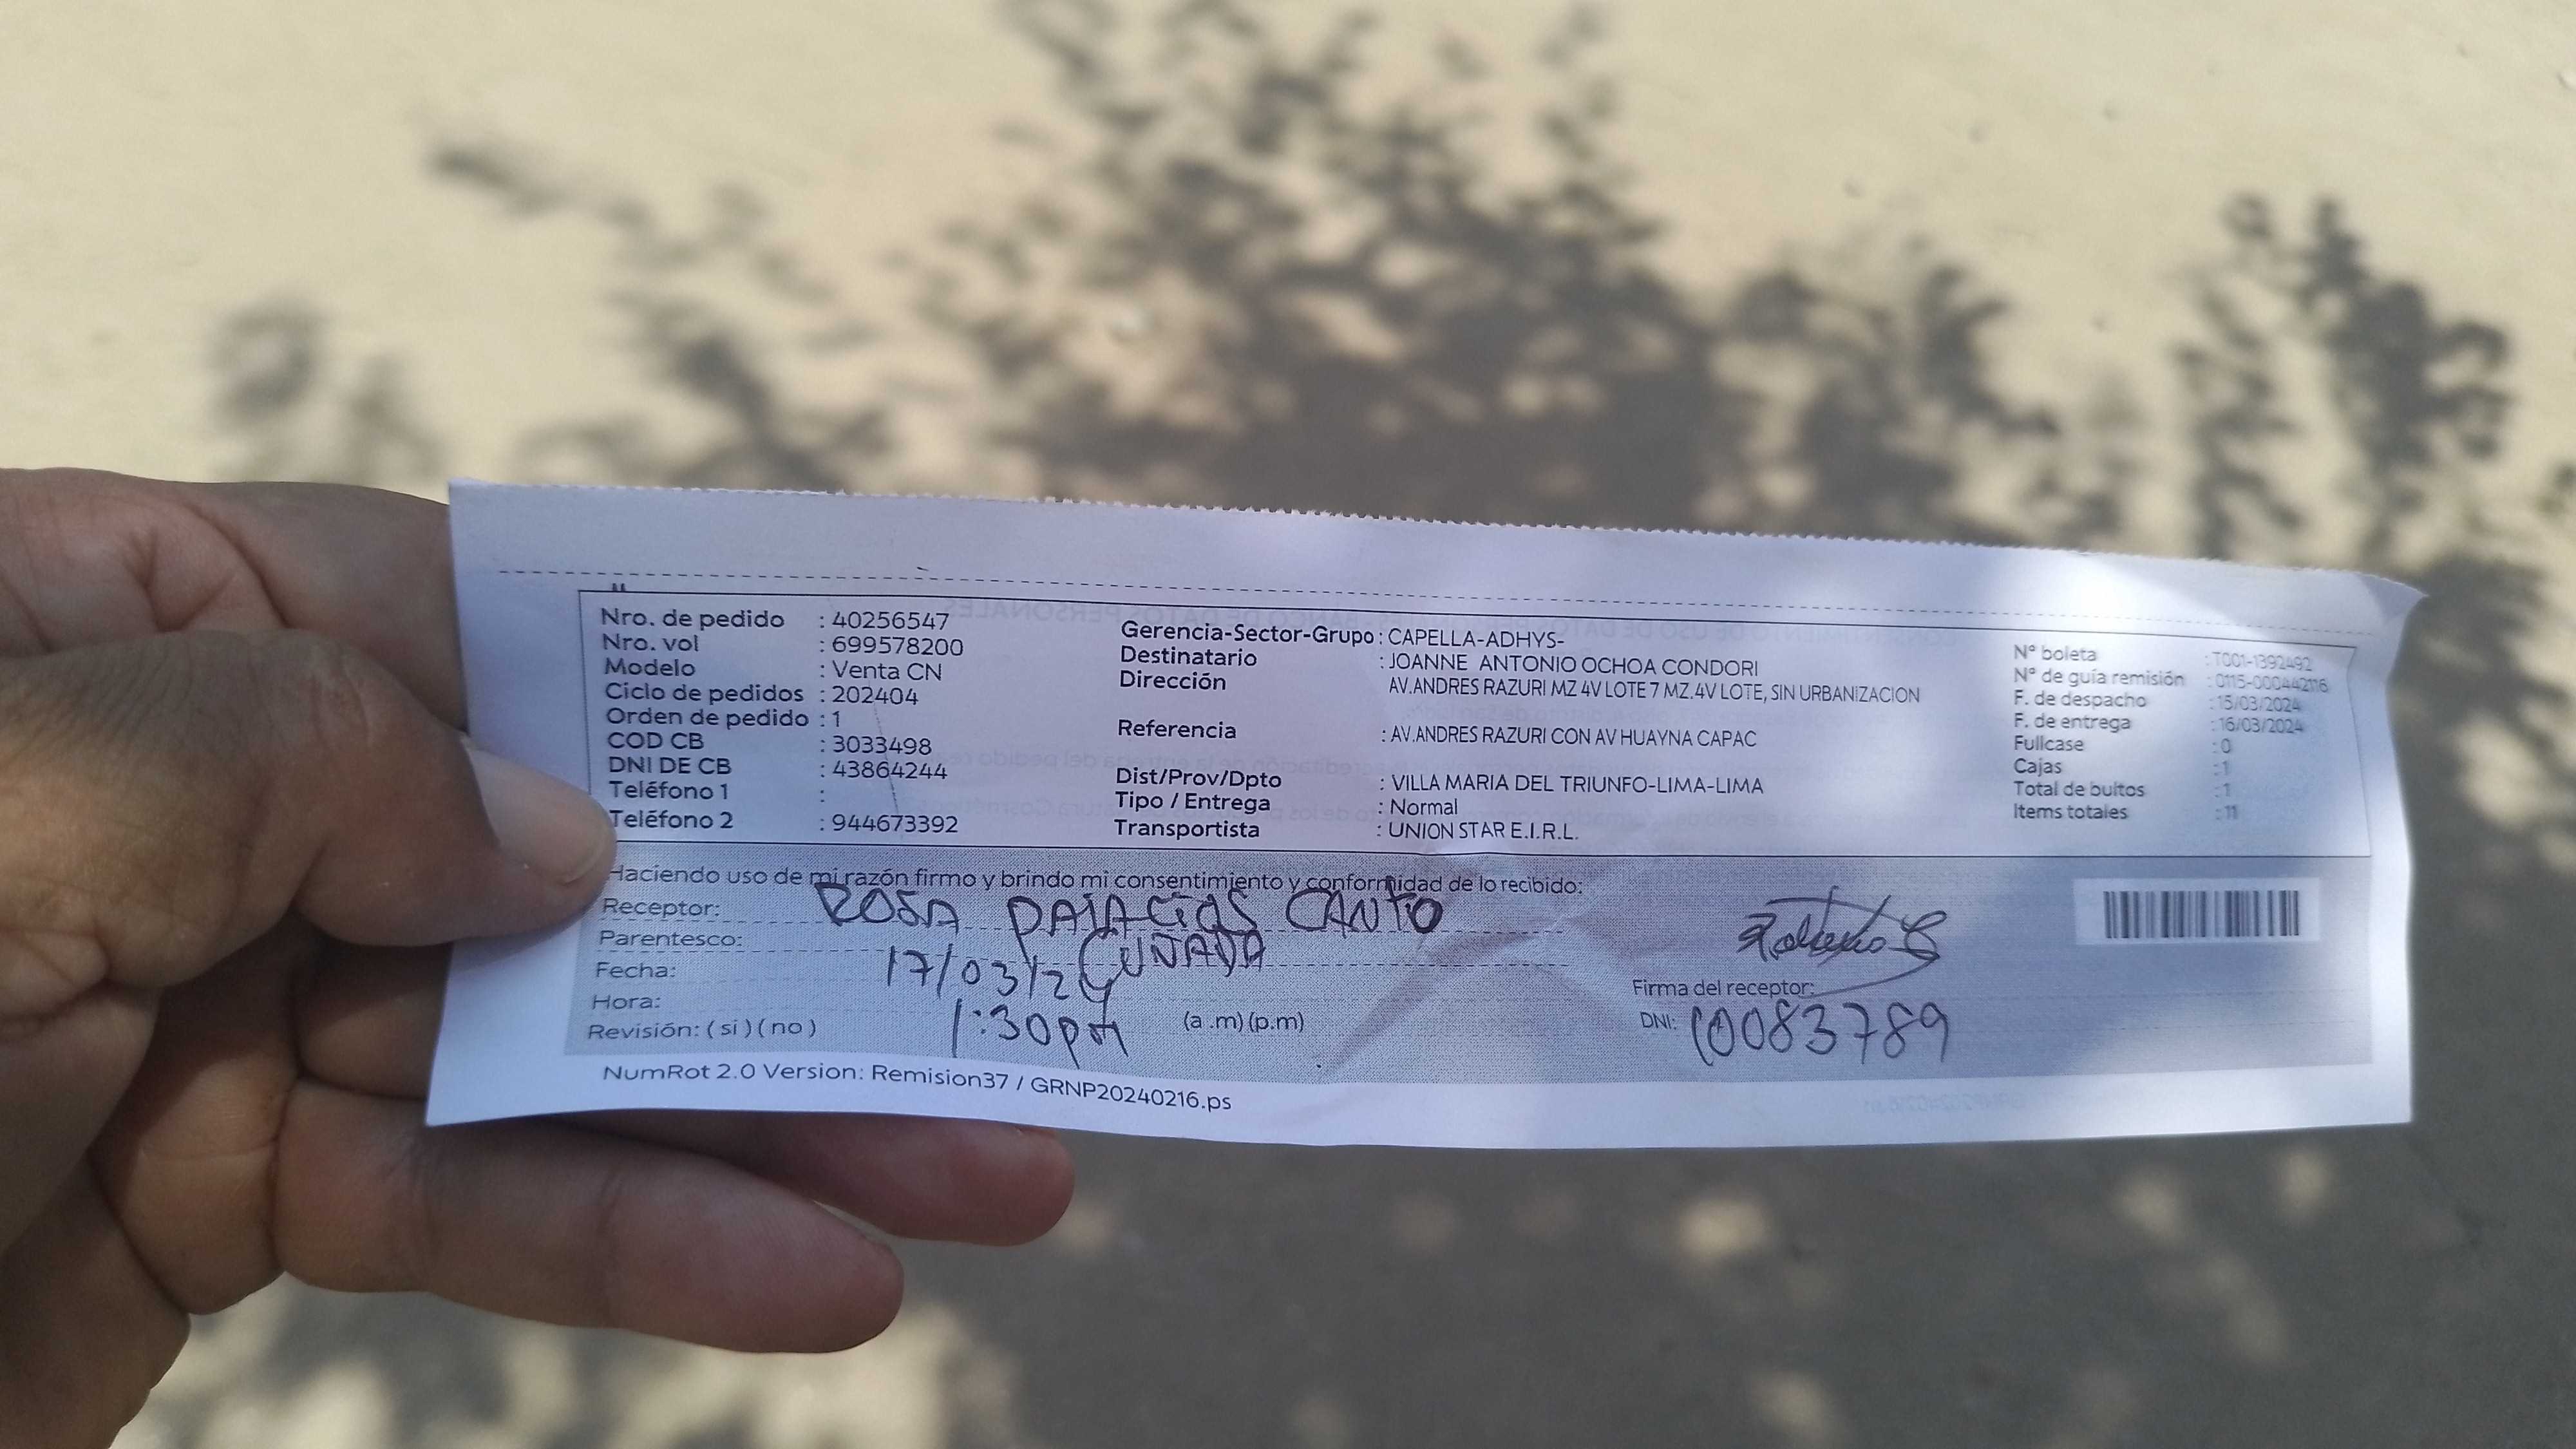 Nro. de pedido : 40256547
Nro. vol : 699578200
Modelo : Venta CN
Ciclo de pedidos : 202404
Orden de pedido : 1
COD CB : 3033498
DNI DE CB : 43864244
Teléfono 1 :
Teléfono 2 : 944673392
Gerencia-Sector-Grupo : CAPELLA-ADHYS-
Destinatario : JOANNE ANTONIO OCHOA CONDORI
Dirección AV.ANDRES RAZURI MZ 4V LOTE 7 MZ.4V LOTE, SIN URBANIZACION
Referencia : AV.ANDRES RAZURI CON AV HUAYNA CAPAC
Dist/Prov/Dpto : VILLA MARIA DEL TRIUNFO-LIMA-LIMA
Tipo / Entrega : Normal
Transportista : UNION STAR E.I.R.L.
Nº boleta : T001-1392492
Nº de guía remisión : 0115-000442116
F. de despacho : 15/03/2024
F. de entrega : 16/03/2024
Fullcase : 0
Cajas : 1
Total de bultos : 1
Items totales : 11
Haciendo uso de mi razón firmo y brindo mi consentimiento y conformidad de lo recibido:
Receptor: ROSA PALACIOS CANTO
Parentesco: CUÑADA
Fecha: 17/03/24
Hora: 1:30pm (a .m) (p.m)
Revisión: ( si ) ( no )
Firma del receptor:
DNI: 10083789
NumRot 2.0 Version: Remision37 / GRNP20240216.ps